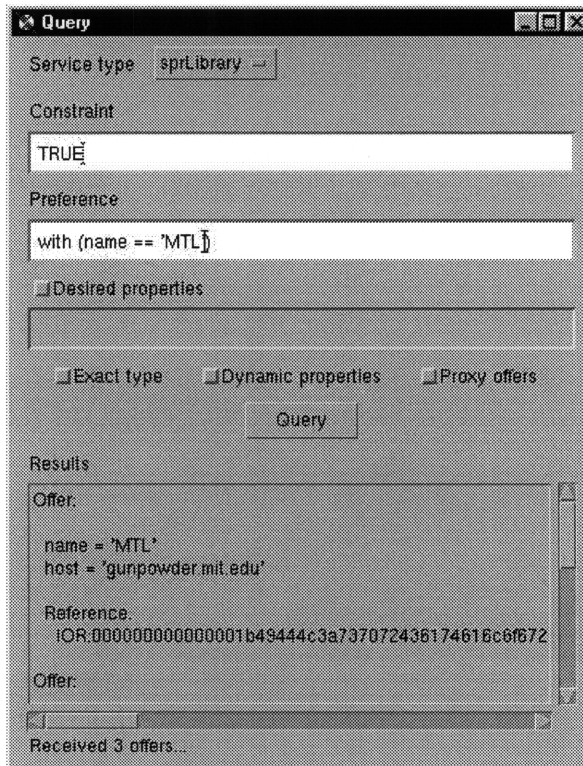 Query
Service type sprLibrary
Constraint
TRUE
Preference
with (name == 'MTL')
Desired properties
Exact type Dynamic properties Proxy offers
Query
Results
Offer:
name = 'MTL'
host = 'gunpowder.mit.edu'
Reference:
IOR:000000000000001b49444c3a737072436174616c6f672
Offer:
Received 3 offers...